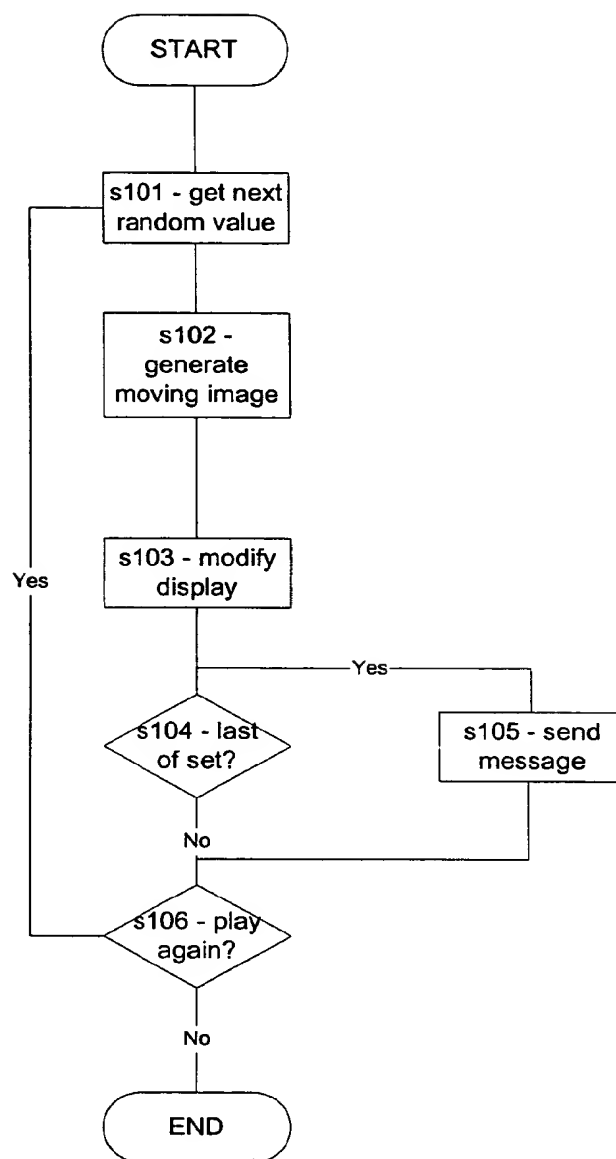 START
s101 - get next
random value
s102 -
generate
moving image
s103 - modify
display
Yes
Yes
s104 - last
of set?
s105 - send
message
No
s106 - play
again?
No
END